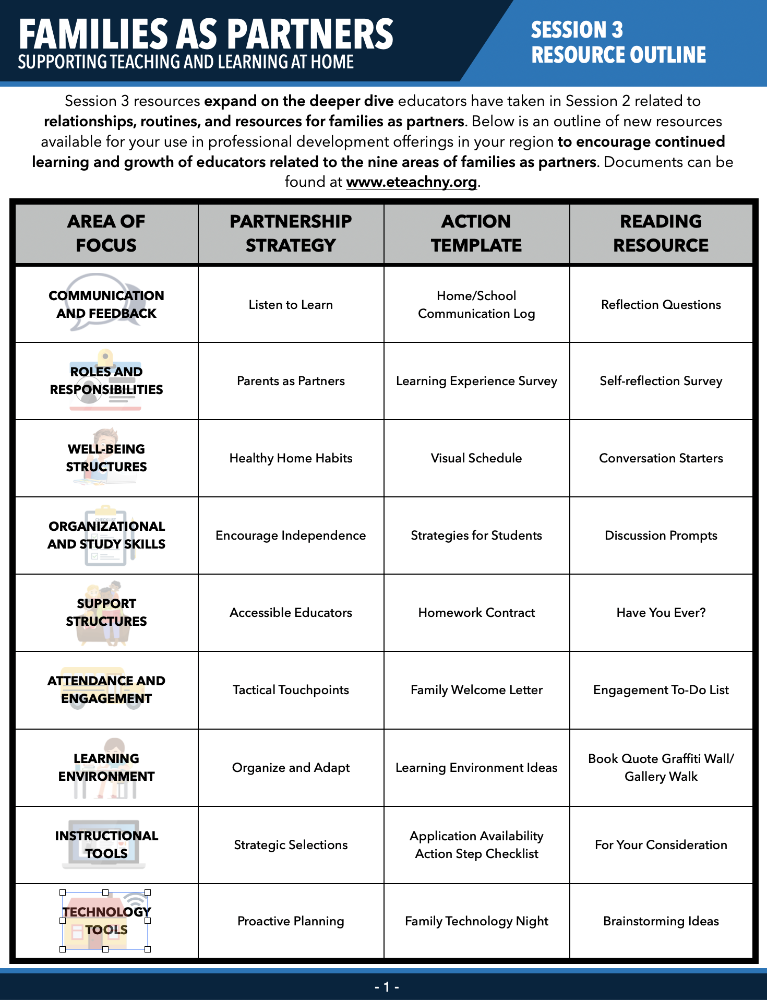 FAMILIES AS PARTNERS
SUPPORTING TEACHING AND LEARNING AT HOME
SESSION 3
RESOURCE OUTLINE
Session 3 resources expand on the deeper dive educators have taken in Session 2 related to
relationships, routines, and resources for families as partners. Below is an outline of new resources
available for your use in professional development offerings in your region to encourage continued
learning and growth of educators related to the nine areas of families as partners. Documents can be
found at www.eteachny.org.
AREA OF
FOCUS
PARTNERSHIP
STRATEGY
ACTION
TEMPLATE
READING
RESOURCE
COMMUNICATION
AND FEEDBACK
Listen to Learn
Home/School
Communication Log
Reflection Questions
ROLES AND
RESPONSIBILITIES
Parents as Partners
Learning Experience Survey
Self-reflection Survey
WELL-BEING
STRUCTURES
Healthy Home Habits
Visual Schedule
Conversation Starters
CHECKLIST
ORGANIZATIONAL
AND STUDY SKILLS
Encourage Independence
Strategies for Students
Discussion Prompts
SUPPORT
STRUCTURES
Accessible Educators
Homework Contract
Have You Ever?
ATTENDANCE AND
ENGAGEMENT
Tactical Touchpoints
Family Welcome Letter
Engagement To-Do List
LEARNING
ENVIRONMENT
Organize and Adapt
Learning Environment Ideas
Book Quote Graffiti Wall/
Gallery Walk
INSTRUCTIONAL
TOOLS
Strategic Selections
Application Availability
Action Step Checklist
For Your Consideration
TECHNOLOGY
TOOLS
Proactive Planning
Family Technology Night
Brainstorming Ideas
- 1 -